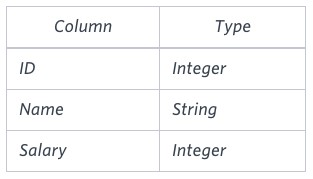 Column Type
ID Integer
Name String
Salary Integer